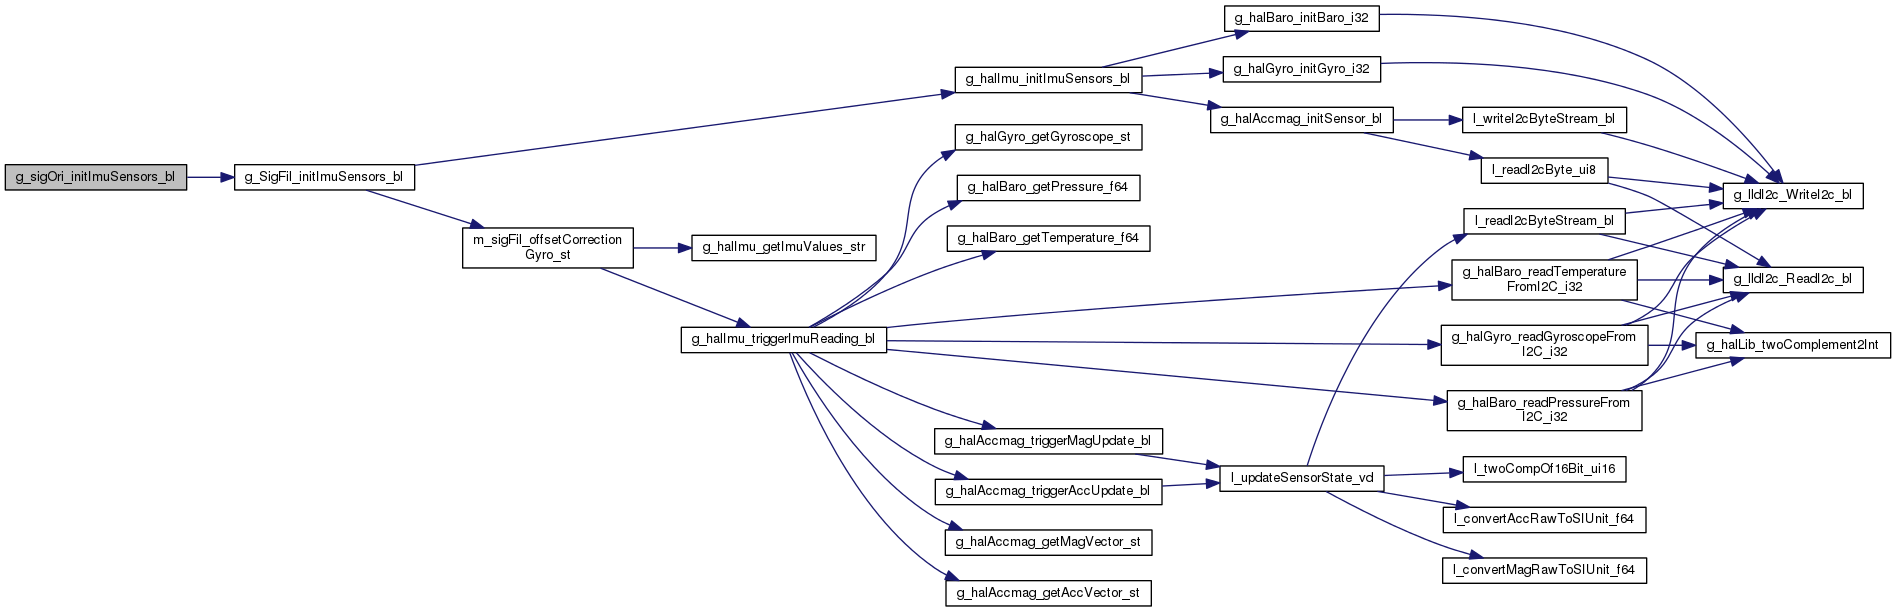 g_halBaro_initBaro_i32
g_halGyro_initGyro_i32
g_halImu_initImuSensors_bl
g_halAccmag_initSensor_bl
l_writeI2cByteStream_bl
g_halGyro_getGyroscope_st
l_readI2cByte_ui8
g_sigOri_initImuSensors_bl
g_SigFil_initImuSensors_bl
g_halBaro_getPressure_f64
g_lldI2c_WriteI2c_bl
l_readI2cByteStream_bl
m_sigFil_offsetCorrection
Gyro_st
g_halImu_getImuValues_str
g_halBaro_getTemperature_f64
g_halBaro_readTemperature
FromI2C_i32
g_lldI2c_ReadI2c_bl
g_halImu_triggerImuReading_bl
g_halGyro_readGyroscopeFrom
I2C_i32
g_halLib_twoComplement2Int
g_halBaro_readPressureFrom
I2C_i32
g_halAccmag_triggerMagUpdate_bl
g_halAccmag_triggerAccUpdate_bl
l_updateSensorState_vd
l_twoCompOf16Bit_ui16
l_convertAccRawToSIUnit_f64
g_halAccmag_getMagVector_st
l_convertMagRawToSIUnit_f64
g_halAccmag_getAccVector_st